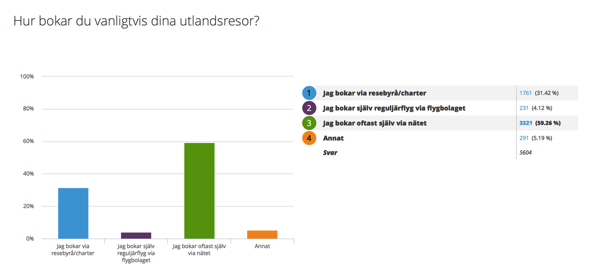 Hur bokar du vanligtvis dina utlandsresor?
100%
80%
60%
40%
20%
0%
Jag bokar via
resebyrå/charter
Jag bokar själv
reguljärflyg via
flygbolaget
Jag bokar oftast själv
via nätet
Annat
1 Jag bokar via resebyrå/charter 1761 (31.42 %)
2 Jag bokar själv reguljärflyg via flygbolaget 231 (4.12 %)
3 Jag bokar oftast själv via nätet 3321 (59.26 %)
4 Annat 291 (5.19 %)
Svar 5604